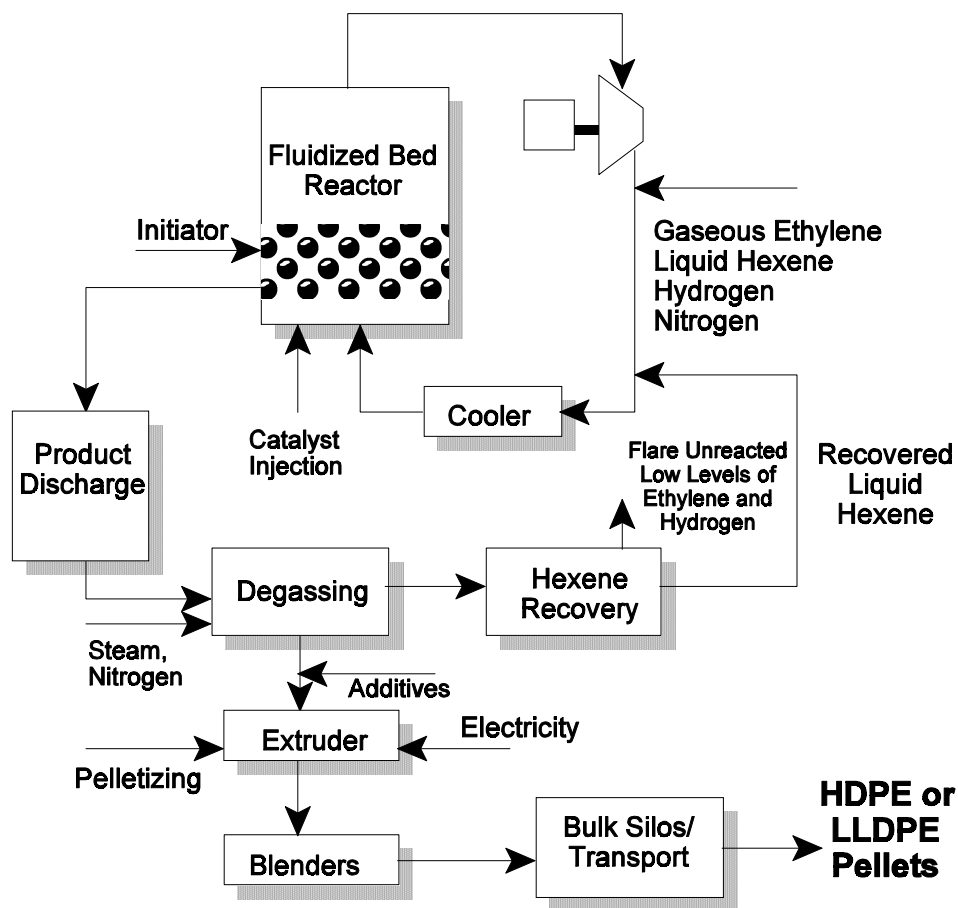 Fluidized Bed
Reactor
Initiator
Gaseous Ethylene
Liquid Hexene
Hydrogen
Nitrogen
Cooler
Catalyst
Injection
Product
Discharge
Flare Unreacted
Low Levels of
Ethylene and
Hydrogen
Recovered
Liquid
Hexene
Degassing
Hexene
Recovery
Steam,
Nitrogen
Additives
Extruder
Electricity
Pelletizing
Blenders
Bulk Silos/
Transport
HDPE or
LLDPE
Pellets